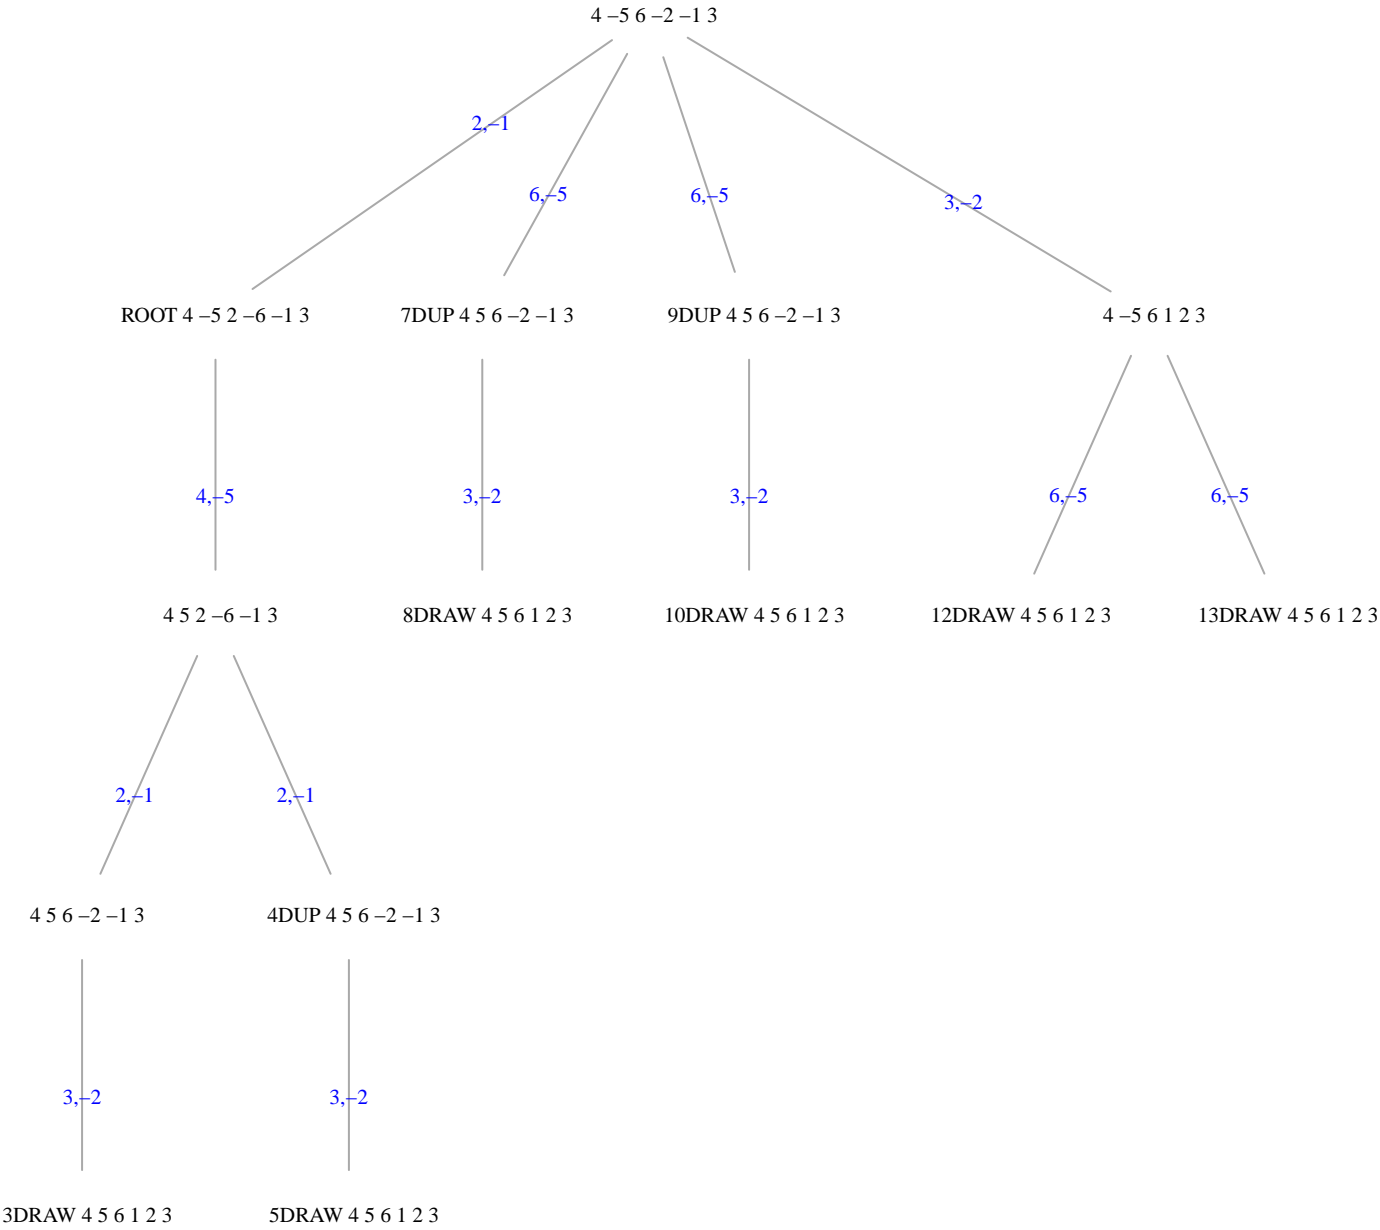 4 –5 6 –2 –1 3
2,–1
6,–5
6,–5
3,–2
ROOT 4 –5 2 –6 –1 3
7DUP 4 5 6 –2 –1 3
9DUP 4 5 6 –2 –1 3
4 –5 6 1 2 3
4,–5
3,–2
3,–2
6,–5
6,–5
4 5 2 –6 –1 3
8DRAW 4 5 6 1 2 3
10DRAW 4 5 6 1 2 3
12DRAW 4 5 6 1 2 3
13DRAW 4 5 6 1 2 3
2,–1
2,–1
4 5 6 –2 –1 3
4DUP 4 5 6 –2 –1 3
3,–2
3,–2
3DRAW 4 5 6 1 2 3
5DRAW 4 5 6 1 2 3